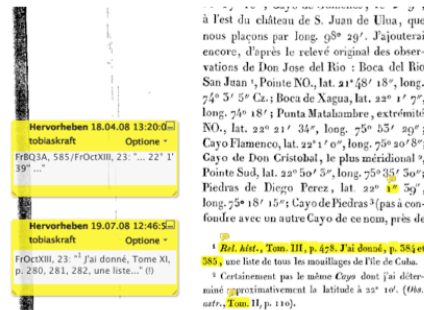 Hervorheben 18.04.08 13:20:0
tobiaskraft Optione
FrBQ3A, 585/FrOctXIII, 23: "... 22° 1'
39" ..."
Hervorheben 19.07.08 12:46:5
tobiaskraft Optione
FrOctXIII, 23: "¹ J'ai donné, Tome XI,
p. 280, 281, 282, une liste..." (!)
à l'est du château de S. Juan de Ulua, que
nous plaçons par long. 98° 29'. J'ajouterai
encore, d'après le relevé original des obser-
vations de Don Jose del Rio : Boca del Rio
San Juan ¹, Pointe NO., lat. 21° 48' 18", long.
74° 5' 5" Cz.; Boca de Xagua, lat. 22° 1' 7",
long. 74° 18'; Punta Matahambre, extrémité
NO., lat. 22° 21' 34", long. 75° 53' 29";
Cayo Flamenco, lat. 22° 1' 0", long. 75° 20' 8";
Cayo de Don Cristobal, le plus méridional ²,
Pointe Sud, lat. 22° 50' 5", long. 75° 35' 30";
Piedras de Diego Perez, lat. 22° 1" 39",
long. 75° 18' 15"; Cayo de Piedras ³ (pas à con-
fondre avec un autre Cayo de ce nom, près de
¹ Rel. hist., Tom. III, p. 478. J'ai donné, p. 384 et
385, une liste de tous les mouillages de l'île de Cuba.
² Certainement pas le même Cayo dont j'ai déter-
miné approximativement la latitude à 22° 10'. (Obs.
astr., Tom. II, p. 110).